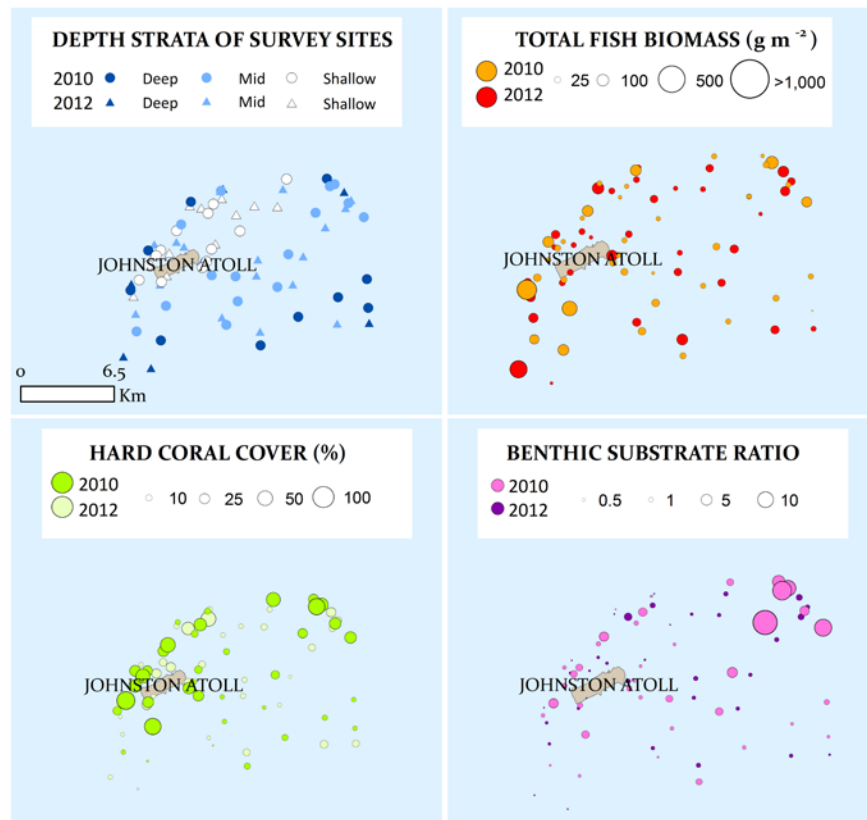 DEPTH STRATA OF SURVEY SITES
2010 Deep Mid Shallow
2012 Deep Mid Shallow
JOHNSTON ATOLL
0 6.5
Km
TOTAL FISH BIOMASS (g m⁻²)
2010
2012
25 100 500 >1,000
JOHNSTON ATOLL
HARD CORAL COVER (%)
2010
2012
10 25 50 100
JOHNSTON ATOLL
BENTHIC SUBSTRATE RATIO
2010
2012
0.5 1 5 10
JOHNSTON ATOLL